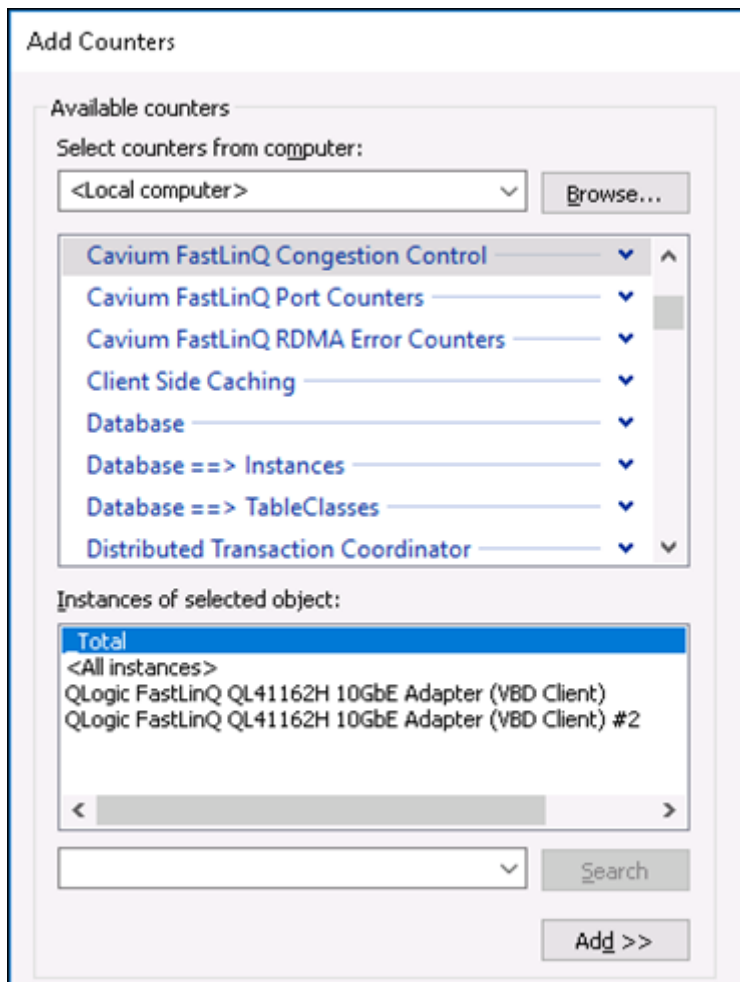 Add Counters
Available counters
Select counters from computer:
<Local computer>
Browse...
Cavium FastLinQ Congestion Control
Cavium FastLinQ Port Counters
Cavium FastLinQ RDMA Error Counters
Client Side Caching
Database
Database ==> Instances
Database ==> TableClasses
Distributed Transaction Coordinator
Instances of selected object:
_Total
<All instances>
QLogic FastLinQ QL41162H 10GbE Adapter (VBD Client)
QLogic FastLinQ QL41162H 10GbE Adapter (VBD Client) #2
Search
Add >>